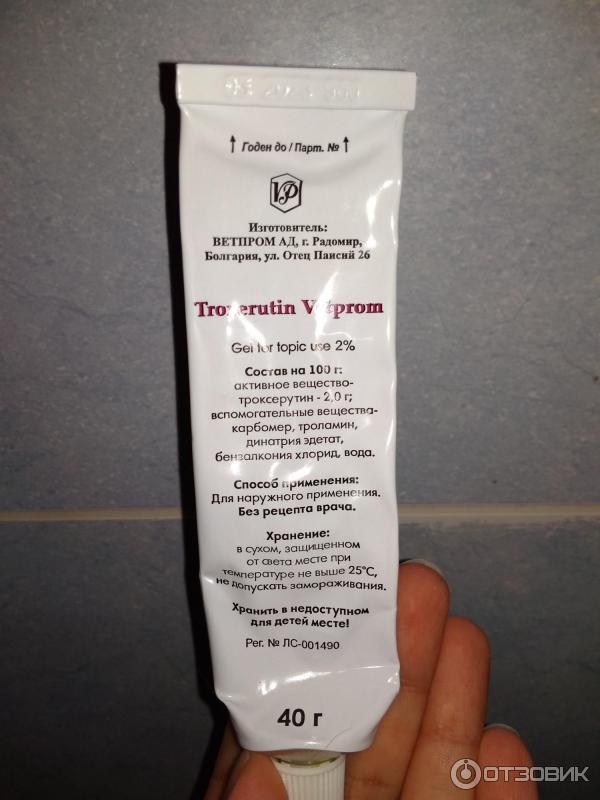 ↑ Годен до / Парт. № ↑
VP
Изготовитель:
ВЕТПРОМ АД, г. Радомир,
Болгария, ул. Отец Паисий 26
Troxerutin Vetprom
Gel for topic use 2%
Состав на 100 г:
активное вещество-
троксерутин - 2,0 г;
вспомогательные вещества-
карбомер, троламин,
динатрия эдетат,
бензалкония хлорид, вода.
Способ применения:
Для наружного применения.
Без рецепта врача.
Хранение:
в сухом, защищенном
от света месте при
температуре не выше 25°С,
не допускать замораживания.
Хранить в недоступном
для детей месте!
Рег. № ЛС-001490
40 г
ОТЗОВИК